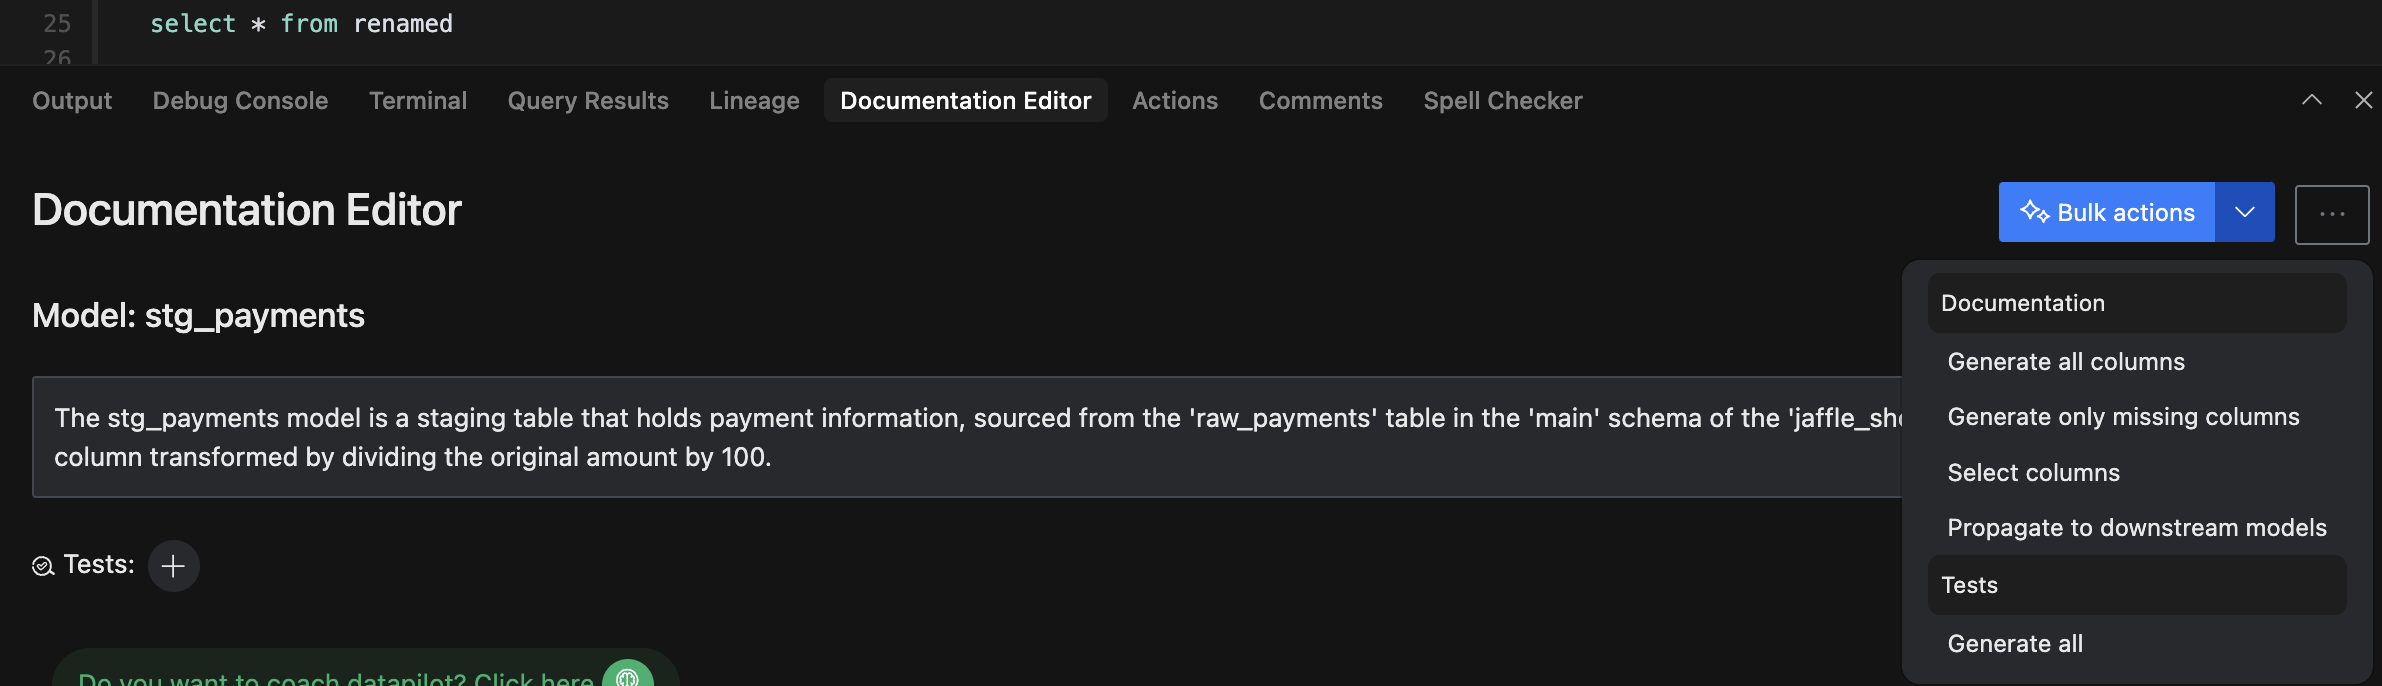 25 select * from renamed
26
Output Debug Console Terminal Query Results Lineage Documentation Editor Actions Comments Spell Checker
Documentation Editor
Bulk actions
Model: stg_payments
The stg_payments model is a staging table that holds payment information, sourced from the 'raw_payments' table in the 'main' schema of the
column transformed by dividing the original amount by 100.
Tests:
Do you want to coach datapilot? Click here
Documentation
Generate all columns
Generate only missing columns
Select columns
Propagate to downstream models
Tests
Generate all